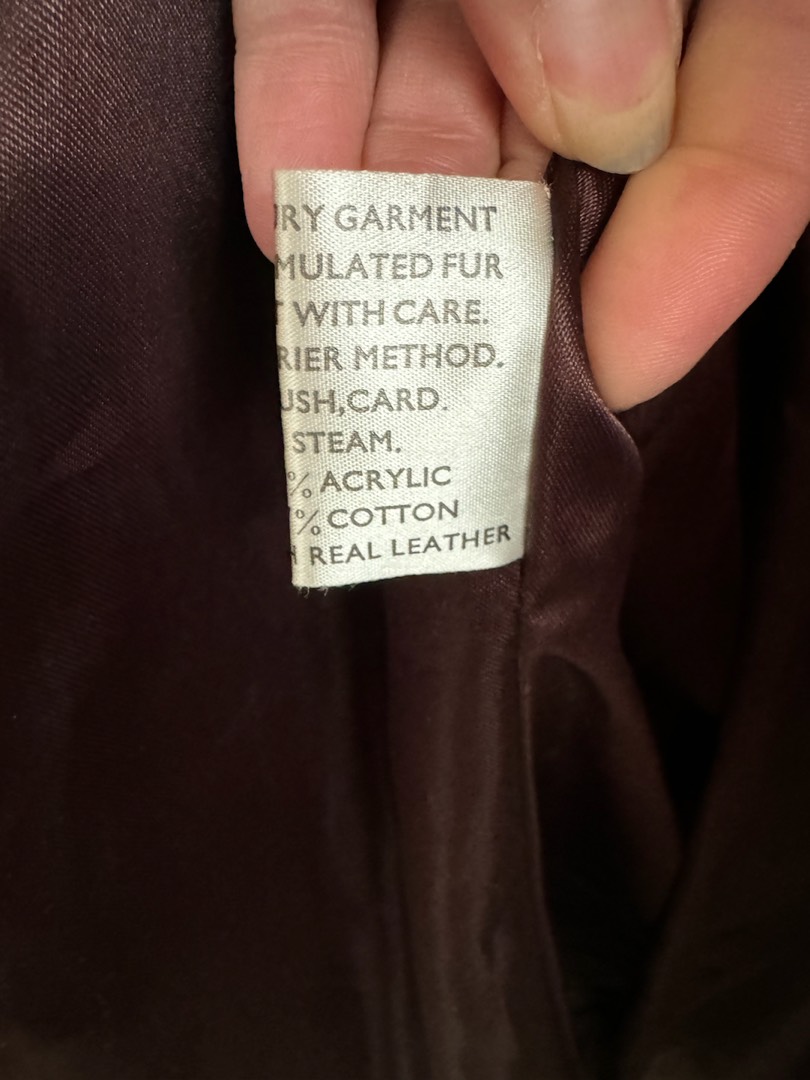 RY GARMENT
MULATED FUR
T WITH CARE.
RIER METHOD.
USH, CARD.
STEAM.
% ACRYLIC
% COTTON
REAL LEATHER